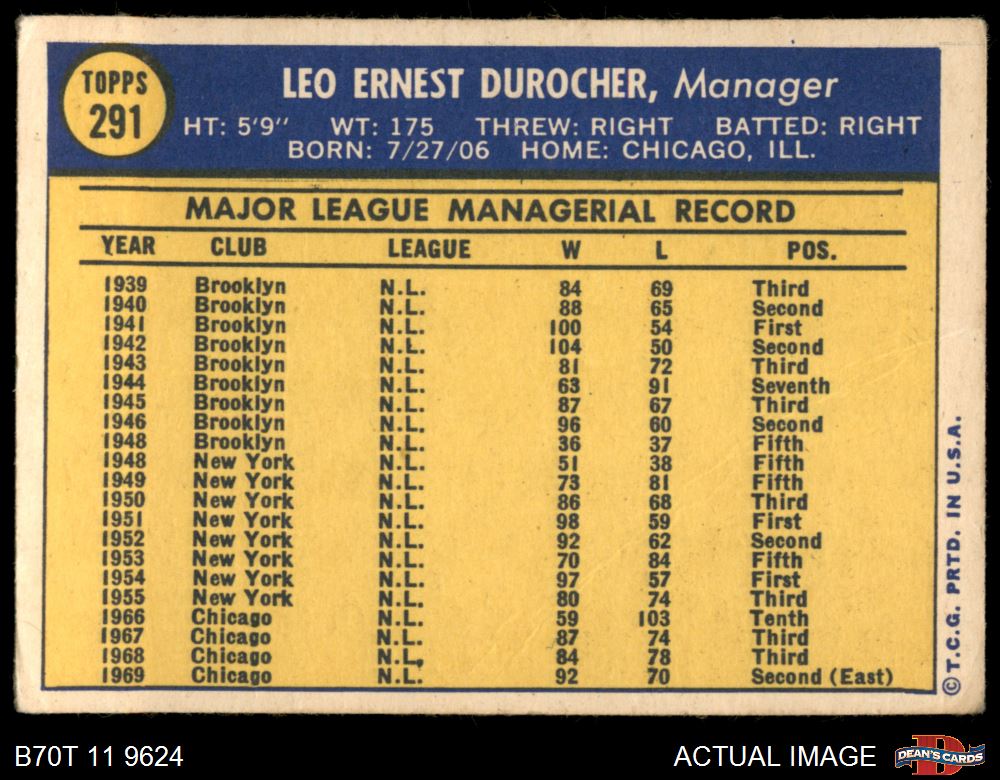 TOPPS
291
LEO ERNEST DUROCHER, Manager
HT: 5'9" WT: 175 THREW: RIGHT BATTED: RIGHT
BORN: 7/27/06 HOME: CHICAGO, ILL.
MAJOR LEAGUE MANAGERIAL RECORD
YEAR CLUB LEAGUE W L POS.
1939 Brooklyn N.L. 84 69 Third
1940 Brooklyn N.L. 88 65 Second
1941 Brooklyn N.L. 100 54 First
1942 Brooklyn N.L. 104 50 Second
1943 Brooklyn N.L. 81 72 Third
1944 Brooklyn N.L. 63 91 Seventh
1945 Brooklyn N.L. 87 67 Third
1946 Brooklyn N.L. 96 60 Second
1948 Brooklyn N.L. 36 37 Fifth
1948 New York N.L. 51 38 Fifth
1949 New York N.L. 73 81 Fifth
1950 New York N.L. 86 68 Third
1951 New York N.L. 98 59 First
1952 New York N.L. 92 62 Second
1953 New York N.L. 70 84 Fifth
1954 New York N.L. 97 57 First
1955 New York N.L. 80 74 Third
1966 Chicago N.L. 59 103 Tenth
1967 Chicago N.L. 87 74 Third
1968 Chicago N.L. 84 78 Third
1969 Chicago N.L. 92 70 Second (East)
© T.C.G. PRTD. IN U.S.A.
B70T 11 9624
ACTUAL IMAGE
D
DEAN'S CARDS